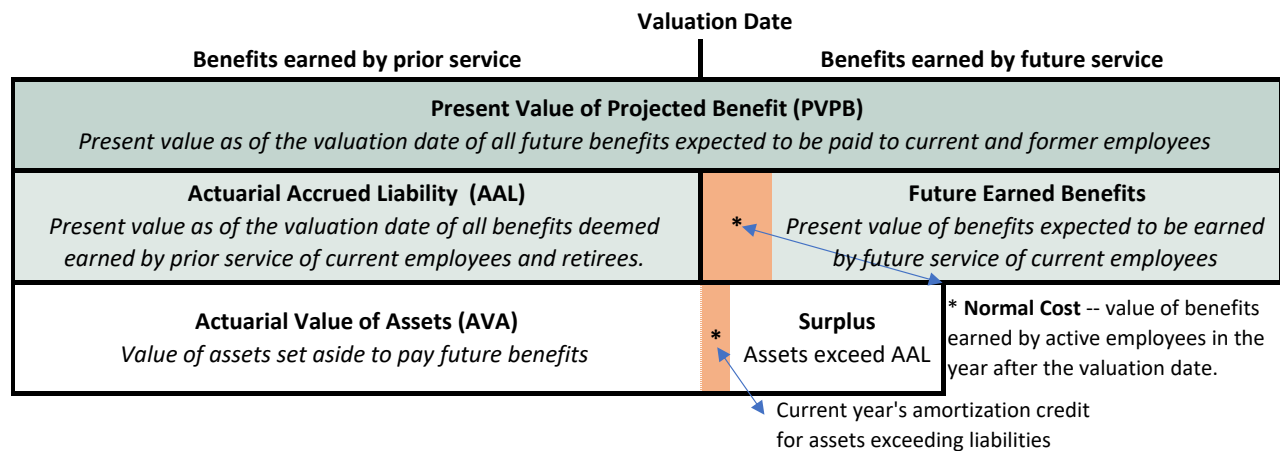 Valuation Date
Benefits earned by prior service
Benefits earned by future service
Present Value of Projected Benefit (PVPB)
Present value as of the valuation date of all future benefits expected to be paid to current and former employees
Actuarial Accrued Liability (AAL)
Present value as of the valuation date of all benefits deemed
earned by prior service of current employees and retirees.
*
Future Earned Benefits
Present value of benefits expected to be earned
by future service of current employees
Actuarial Value of Assets (AVA)
Value of assets set aside to pay future benefits
*
Surplus
Assets exceed AAL
* Normal Cost -- value of benefits
earned by active employees in the
year after the valuation date.
Current year's amortization credit
for assets exceeding liabilities